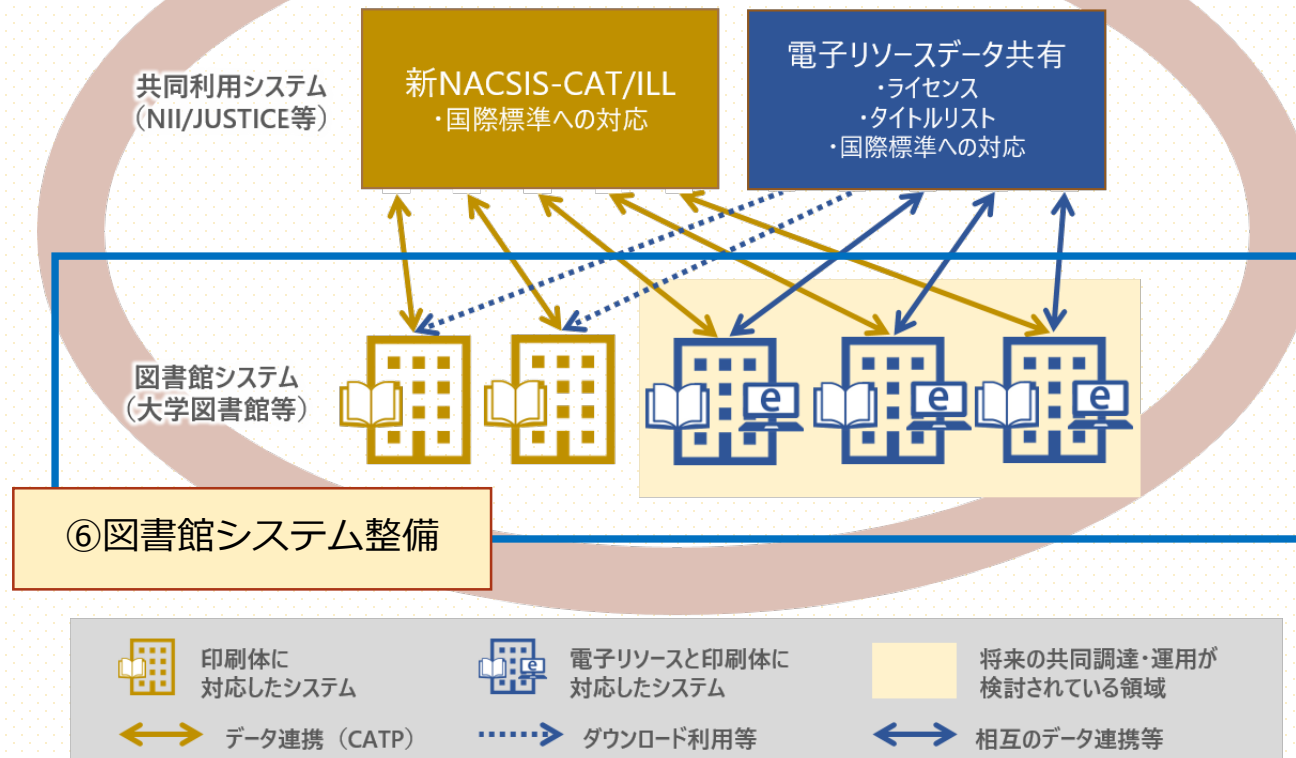 共同利用システム
（NII/JUSTICE等）
新NACSIS-CAT/ILL
・国際標準への対応
電子リソースデータ共有
・ライセンス
・タイトルリスト
・国際標準への対応
図書館システム
（大学図書館等）
e
e
e
⑥図書館システム整備
印刷体に
対応したシステム
e
電子リソースと印刷体に
対応したシステム
将来の共同調達・運用が
検討されている領域
データ連携（CATP）
ダウンロード利用等
相互のデータ連携等